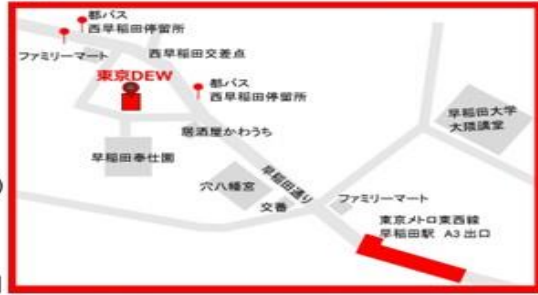 都バス
西早稲田停留所
ファミリーマート
西早稲田交差点
東京DEW
都バス
西早稲田停留所
居酒屋かわうち
早稲田奉仕園
早稲田大学
大隈講堂
穴八幡宮
早稲田通り
交番
ファミリーマート
東京メトロ東西線
早稲田駅 A3 出口